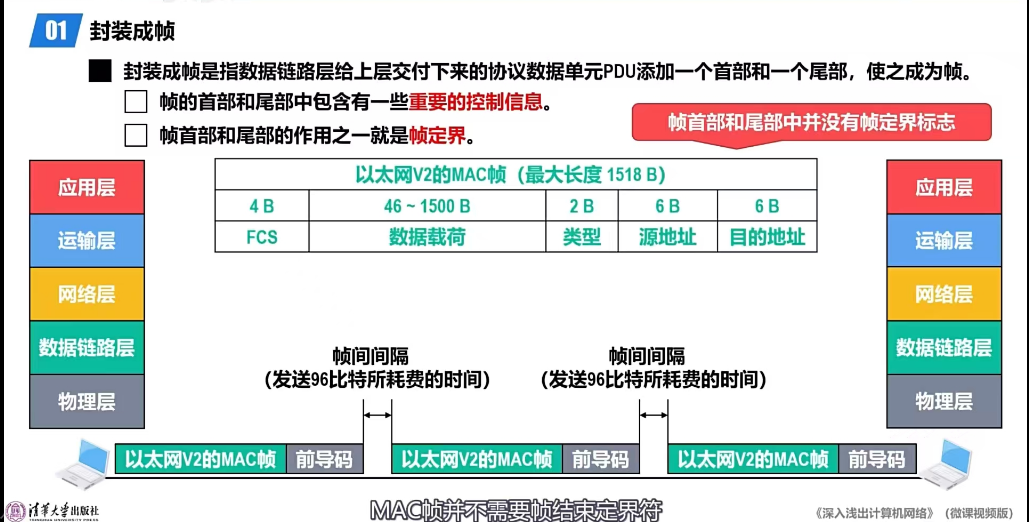 01 封装成帧
封装成帧是指数据链路层给上层交付下来的协议数据单元PDU添加一个首部和一个尾部，使之成为帧。
帧的首部和尾部中包含有一些重要的控制信息。
帧首部和尾部的作用之一就是帧定界。
帧首部和尾部中并没有帧定界标志
应用层
运输层
网络层
数据链路层
物理层
以太网V2的MAC帧（最大长度 1518 B）
4 B 46 ~ 1500 B 2 B 6 B 6 B
FCS 数据载荷 类型 源地址 目的地址
应用层
运输层
网络层
数据链路层
物理层
帧间间隔
（发送96比特所耗费的时间）
帧间间隔
（发送96比特所耗费的时间）
以太网V2的MAC帧 前导码 以太网V2的MAC帧 前导码 以太网V2的MAC帧 前导码
清华大学出版社
TSINGHUA UNIVERSITY PRESS
MAC帧并不需要帧结束定界符
《深入浅出计算机网络》（微课视频版）